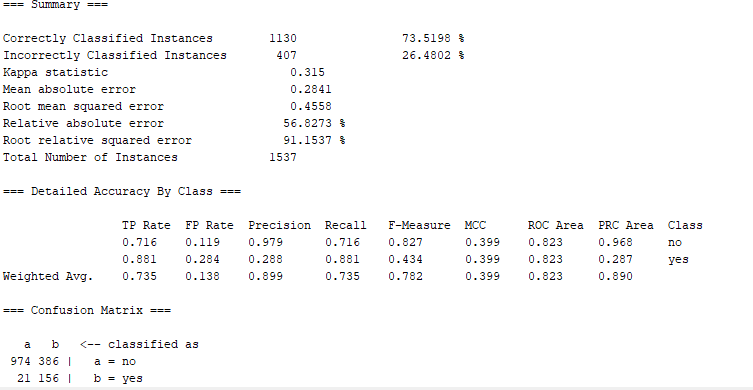 === Summary ===
Correctly Classified Instances 1130 73.5198 %
Incorrectly Classified Instances 407 26.4802 %
Kappa statistic 0.315
Mean absolute error 0.2841
Root mean squared error 0.4558
Relative absolute error 56.8273 %
Root relative squared error 91.1537 %
Total Number of Instances 1537
=== Detailed Accuracy By Class ===
TP Rate FP Rate Precision Recall F-Measure MCC ROC Area PRC Area Class
0.716 0.119 0.979 0.716 0.827 0.399 0.823 0.968 no
0.881 0.284 0.288 0.881 0.434 0.399 0.823 0.287 yes
Weighted Avg. 0.735 0.138 0.899 0.735 0.782 0.399 0.823 0.890
=== Confusion Matrix ===
a b <-- classified as
974 386 | a = no
21 156 | b = yes